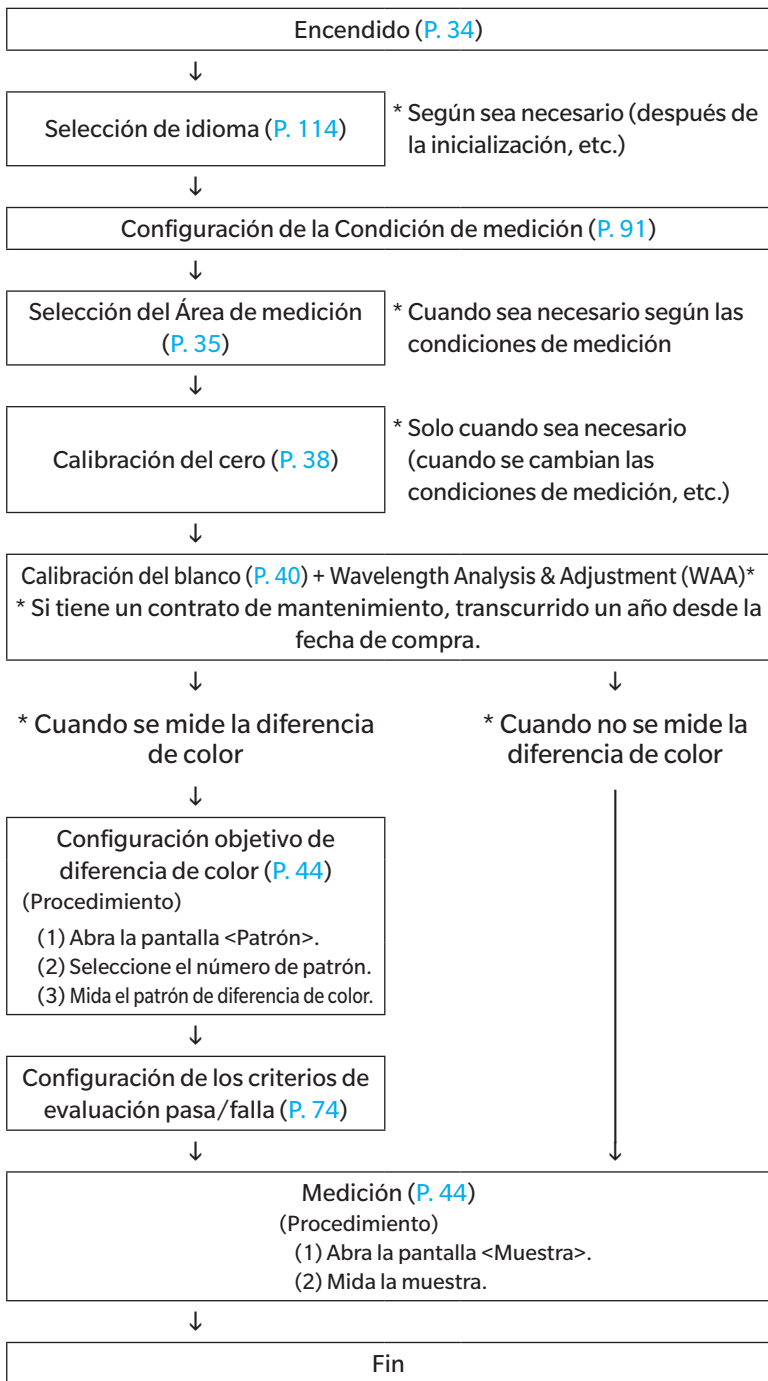 Encendido (P. 34)
↓
Selección de idioma (P. 114)
* Según sea necesario (después de
la inicialización, etc.)
↓
Configuración de la Condición de medición (P. 91)
↓
Selección del Área de medición
(P. 35)
* Cuando sea necesario según las
condiciones de medición
↓
Calibración del cero (P. 38)
* Solo cuando sea necesario
(cuando se cambian las
condiciones de medición, etc.)
↓
Calibración del blanco (P. 40) + Wavelength Analysis & Adjustment (WAA)*
* Si tiene un contrato de mantenimiento, transcurrido un año desde la
fecha de compra.
↓ ↓
* Cuando se mide la diferencia
de color
* Cuando no se mide la
diferencia de color
↓
Configuración objetivo de
diferencia de color (P. 44)
(Procedimiento)
(1) Abra la pantalla <Patrón>.
(2) Seleccione el número de patrón.
(3) Mida el patrón de diferencia de color.
↓
Configuración de los criterios de
evaluación pasa/falla (P. 74)
↓ ↓
Medición (P. 44)
(Procedimiento)
(1) Abra la pantalla <Muestra>.
(2) Mida la muestra.
↓
Fin